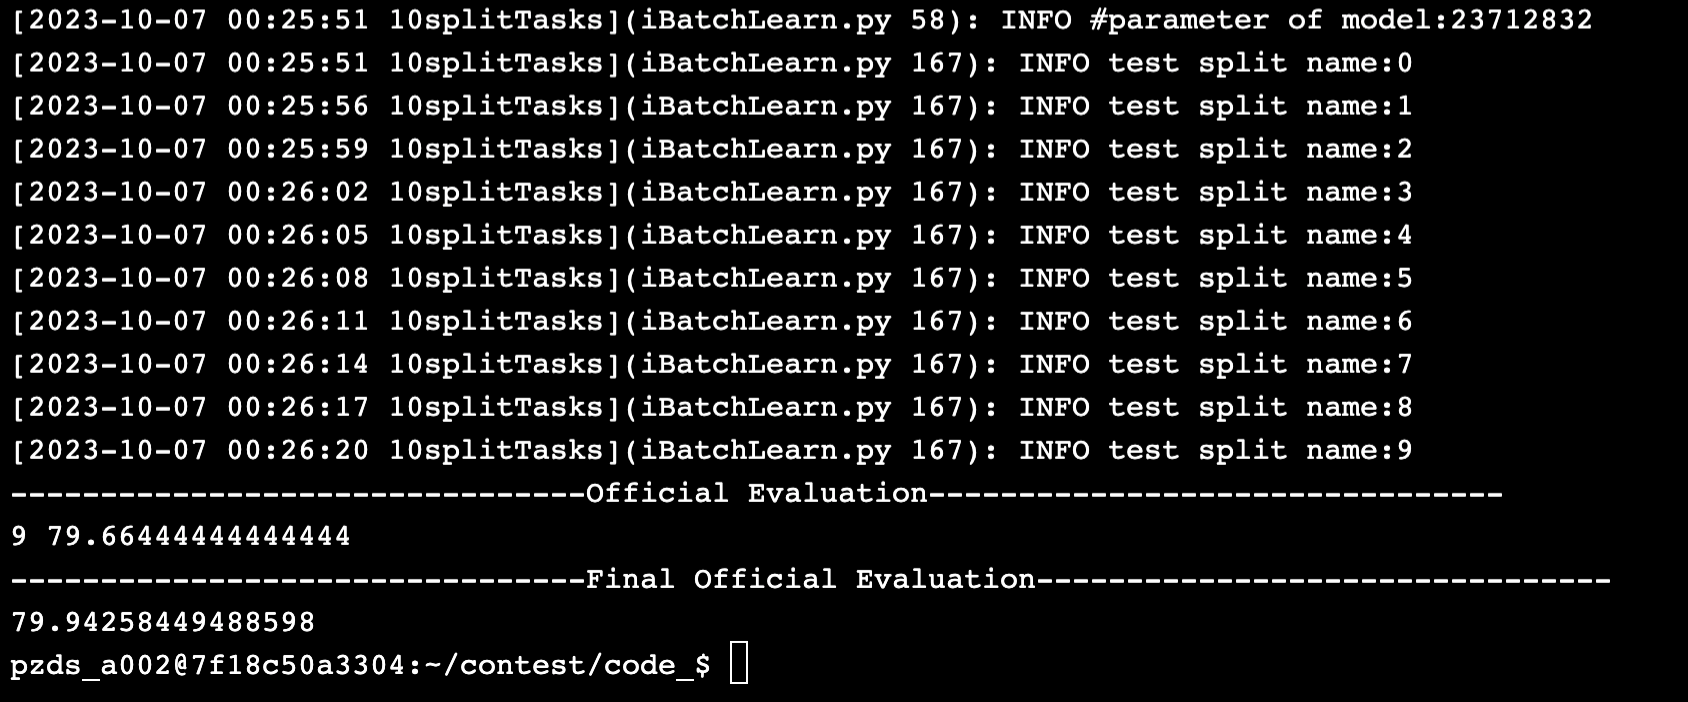 [2023-10-07 00:25:51 10splitTasks](iBatchLearn.py 58): INFO #parameter of model:23712832
[2023-10-07 00:25:51 10splitTasks](iBatchLearn.py 167): INFO test split name:0
[2023-10-07 00:25:56 10splitTasks](iBatchLearn.py 167): INFO test split name:1
[2023-10-07 00:25:59 10splitTasks](iBatchLearn.py 167): INFO test split name:2
[2023-10-07 00:26:02 10splitTasks](iBatchLearn.py 167): INFO test split name:3
[2023-10-07 00:26:05 10splitTasks](iBatchLearn.py 167): INFO test split name:4
[2023-10-07 00:26:08 10splitTasks](iBatchLearn.py 167): INFO test split name:5
[2023-10-07 00:26:11 10splitTasks](iBatchLearn.py 167): INFO test split name:6
[2023-10-07 00:26:14 10splitTasks](iBatchLearn.py 167): INFO test split name:7
[2023-10-07 00:26:17 10splitTasks](iBatchLearn.py 167): INFO test split name:8
[2023-10-07 00:26:20 10splitTasks](iBatchLearn.py 167): INFO test split name:9
--------------------------------Official Evaluation--------------------------------
9 79.66444444444444
--------------------------------Final Official Evaluation--------------------------------
79.94258449488598
pzds_a002@7f18c50a3304:~/contest/code_$